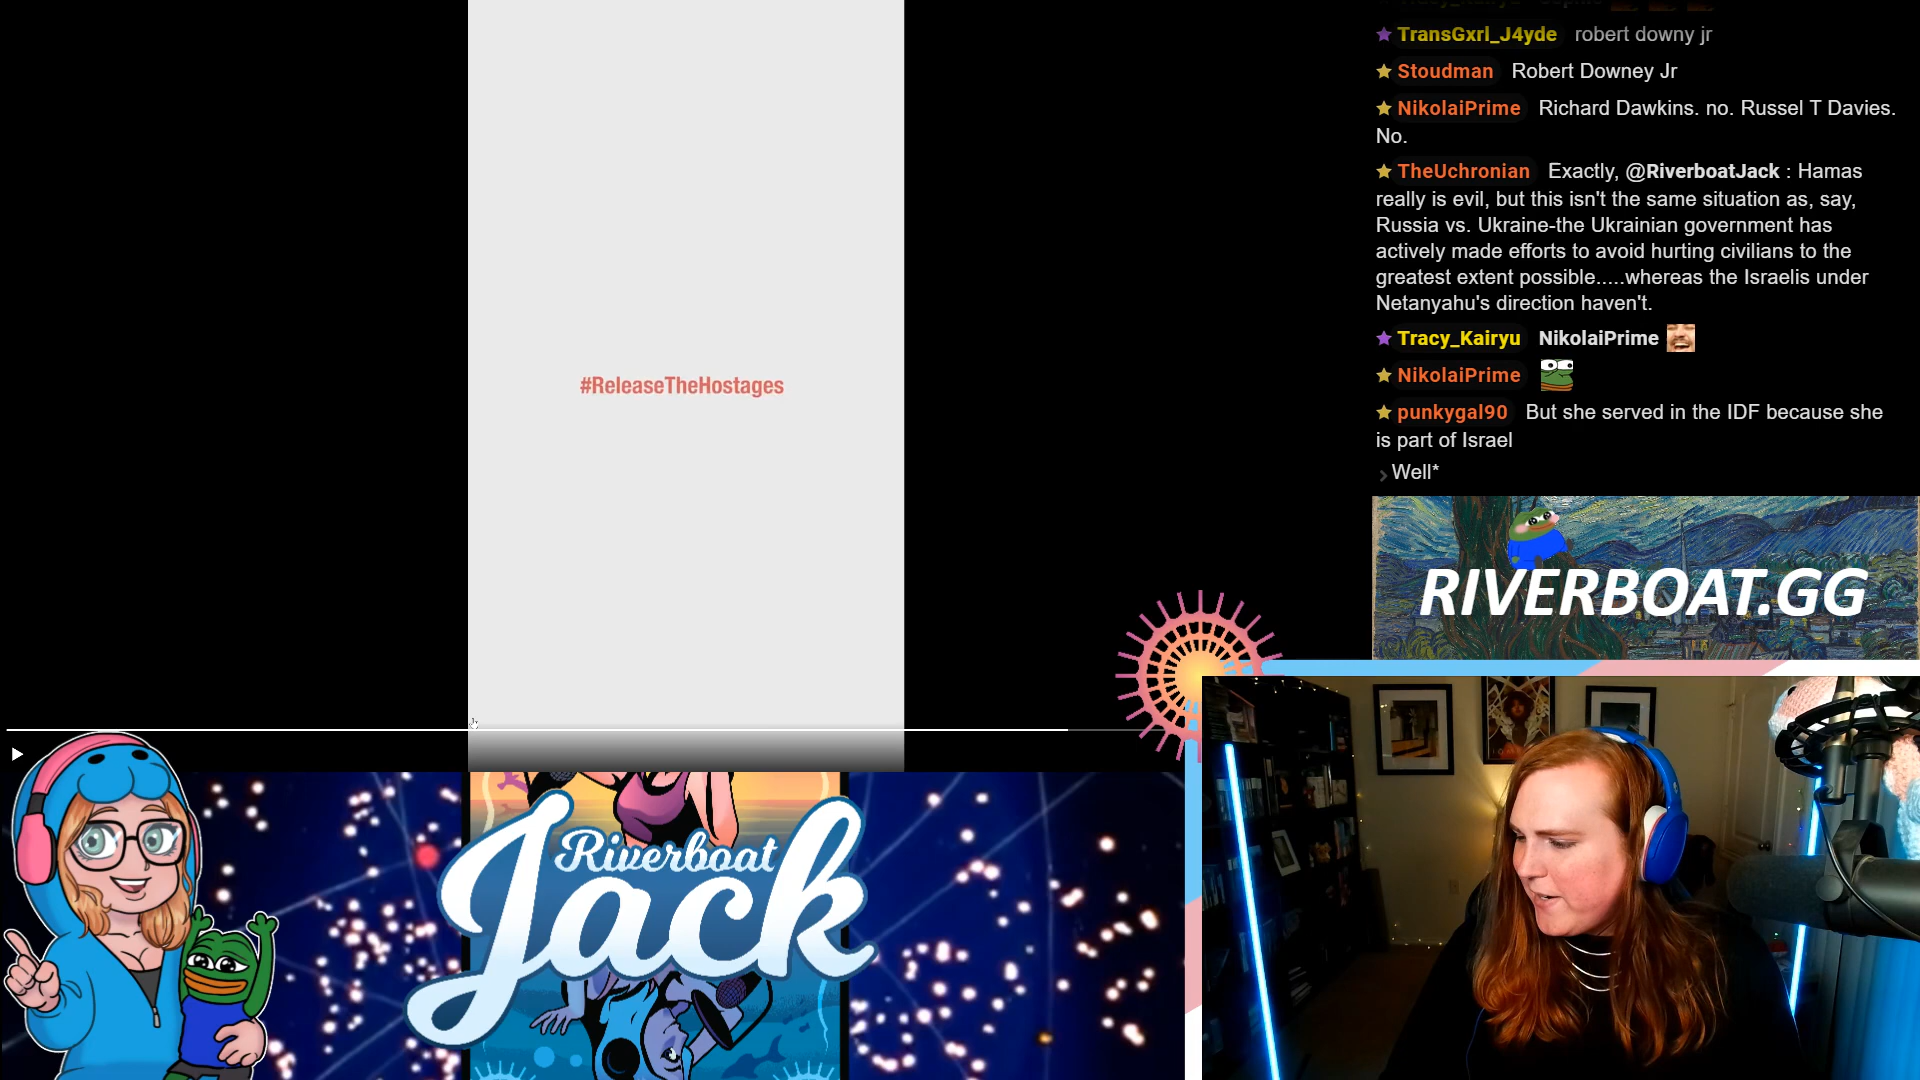 #ReleaseTheHostages
TransGxrl_J4yde robert downy jr
Stoudman Robert Downey Jr
NikolaiPrime Richard Dawkins. no. Russel T Davies.
No.
TheUchronian Exactly, @RiverboatJack : Hamas
really is evil, but this isn't the same situation as, say,
Russia vs. Ukraine-the Ukrainian government has
actively made efforts to avoid hurting civilians to the
greatest extent possible.....whereas the Israelis under
Netanyahu's direction haven't.
Tracy_Kairyu NikolaiPrime
NikolaiPrime
punkygal90 But she served in the IDF because she
is part of Israel
Well*
RIVERBOAT.GG
Riverboat
Jack